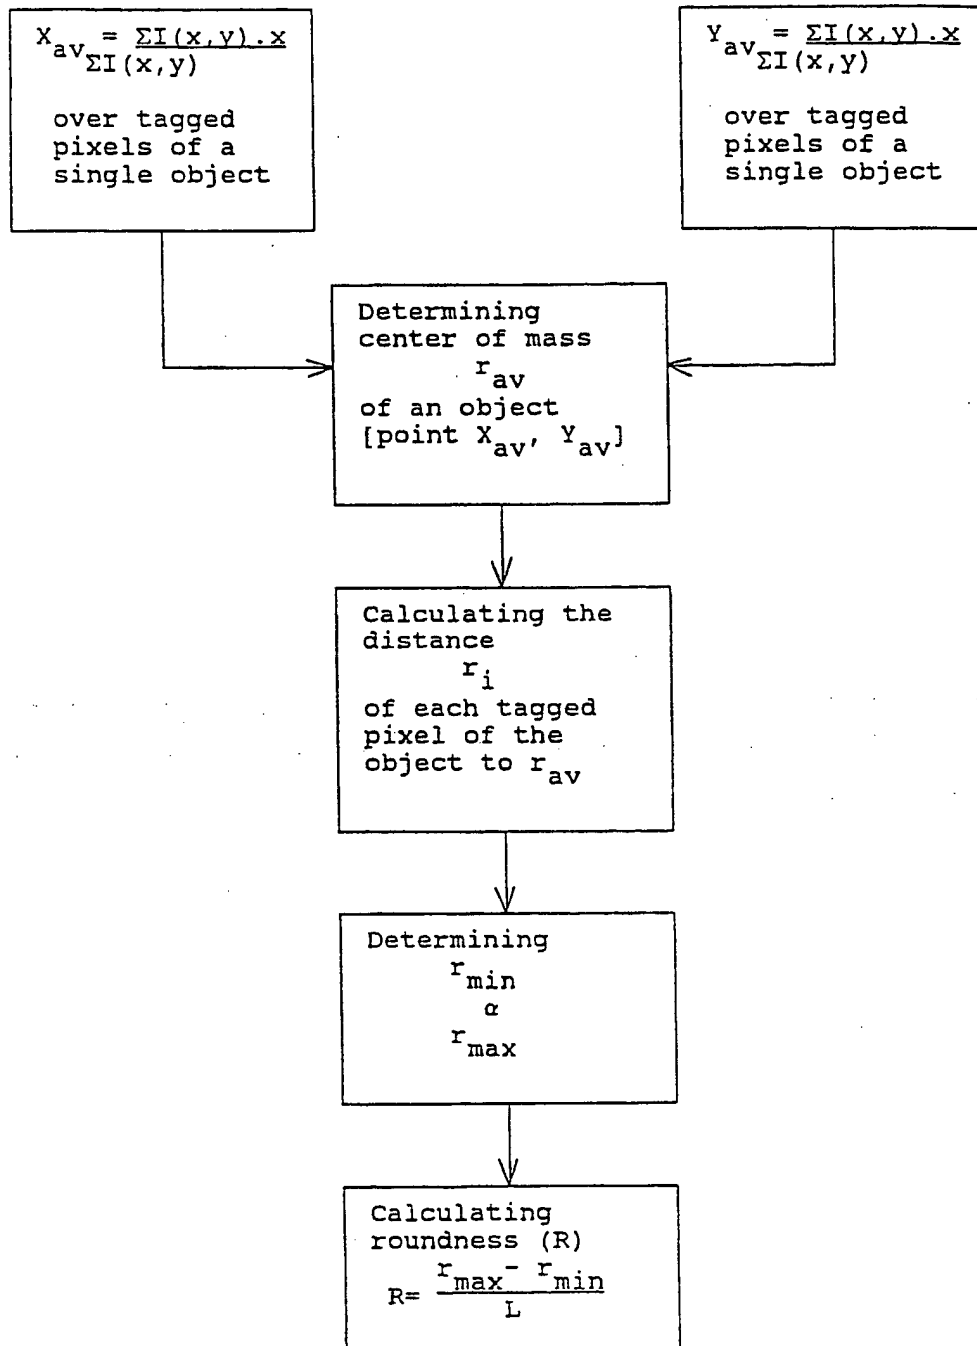 X_av = ΣI(x,y).x
ΣI(x,y)
over tagged
pixels of a
single object
Y_av = ΣI(x,y).x
ΣI(x,y)
over tagged
pixels of a
single object
Determining
center of mass
r_av
of an object
[point X_av, Y_av]
Calculating the
distance
r_i
of each tagged
pixel of the
object to r_av
Determining
r_min
α
r_max
Calculating
roundness (R)
R= r_max - r_min
L